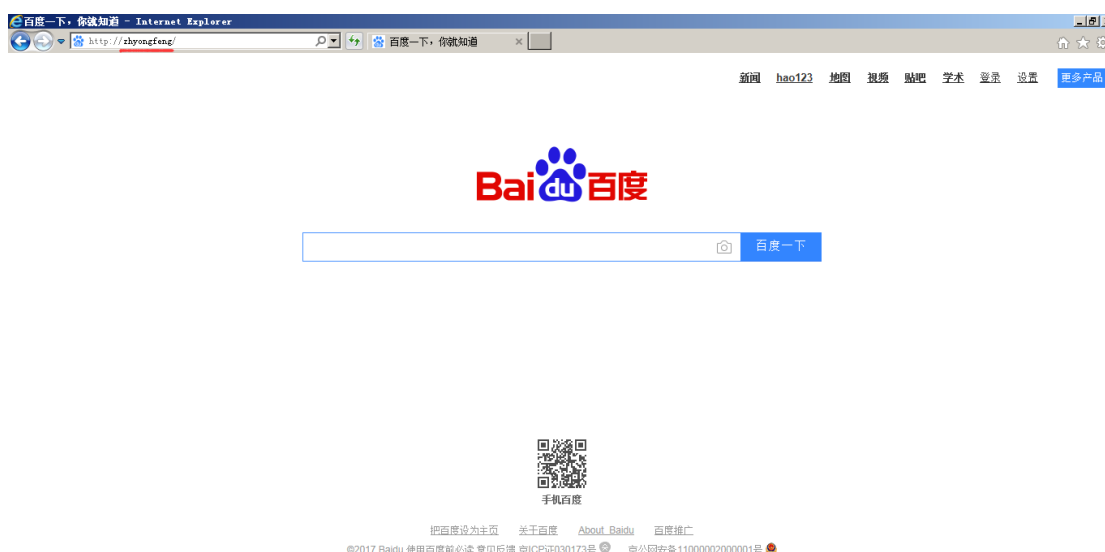 百度一下，你就知道 - Internet Explorer
http://zhyongfeng/ 百度一下，你就知道
新闻 hao123 地图 视频 贴吧 学术 登录 设置 更多产品
Baidu百度
百度一下
手机百度
把百度设为主页 关于百度 About Baidu 百度推广
©2017 Baidu 使用百度前必读 意见反馈 京ICP证030173号 京公网安备11000002000001号